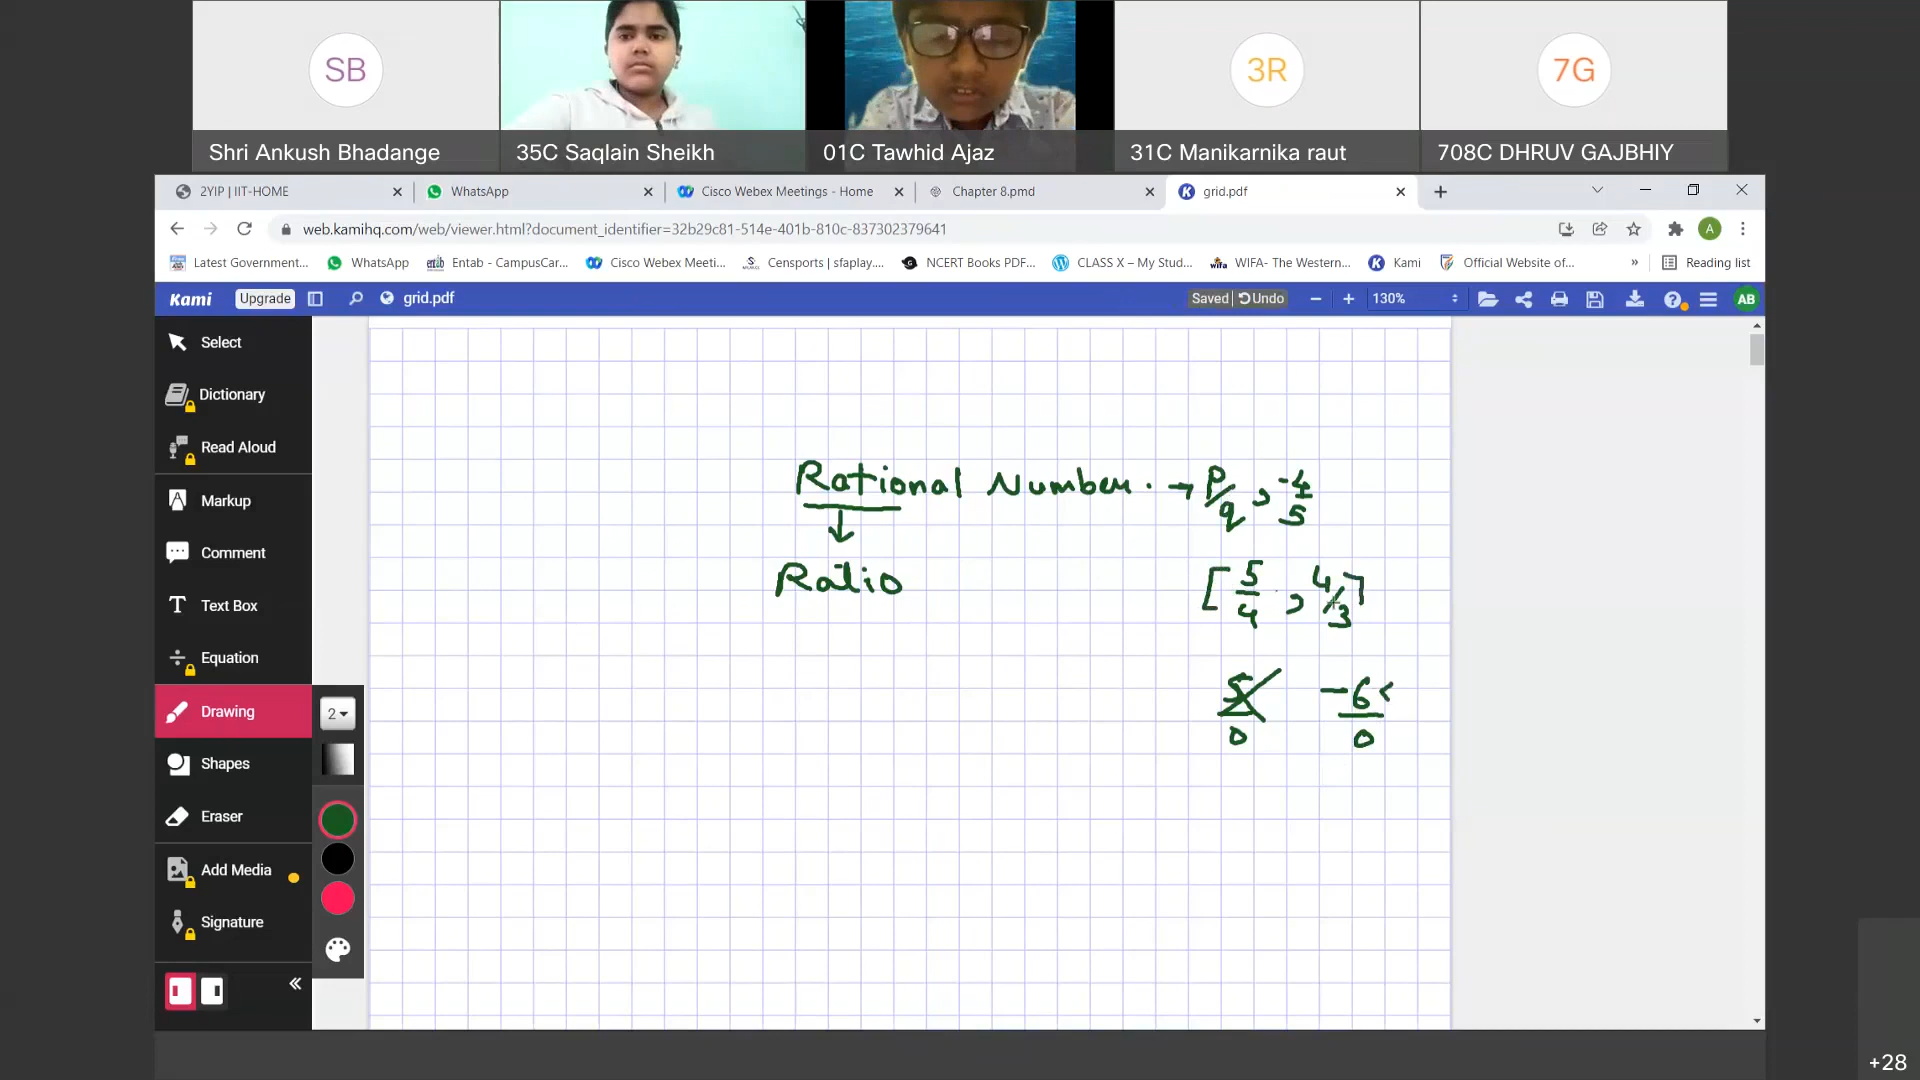 SB
3R
7G
Shri Ankush Bhadange
35C Saqlain Sheikh
01C Tawhid Ajaz
31C Manikarnika raut
708C DHRUV GAJBHIY
2YIP | IIT-HOME
WhatsApp
Cisco Webex Meetings - Home
Chapter 8.pmd
grid.pdf
web.kamihq.com/web/viewer.html?document_identifier=32b29c81-514e-401b-810c-837302379641
A
Latest Government...
WhatsApp
Entab - CampusCar...
Cisco Webex Meeti...
Censports | sfaplay....
NCERT Books PDF...
CLASS X – My Stud...
WIFA- The Western...
Kami
Official Website of...
»
Reading list
Kami
Upgrade
grid.pdf
Saved
Undo
130%
AB
Select
Dictionary
Read Aloud
Markup
Comment
Text Box
Equation
Drawing
2
Shapes
Eraser
Add Media
Signature
Rational Number. → p/q , -4/5
Ratio
[5/4 , 4/3]
5/0 -6/0
+28